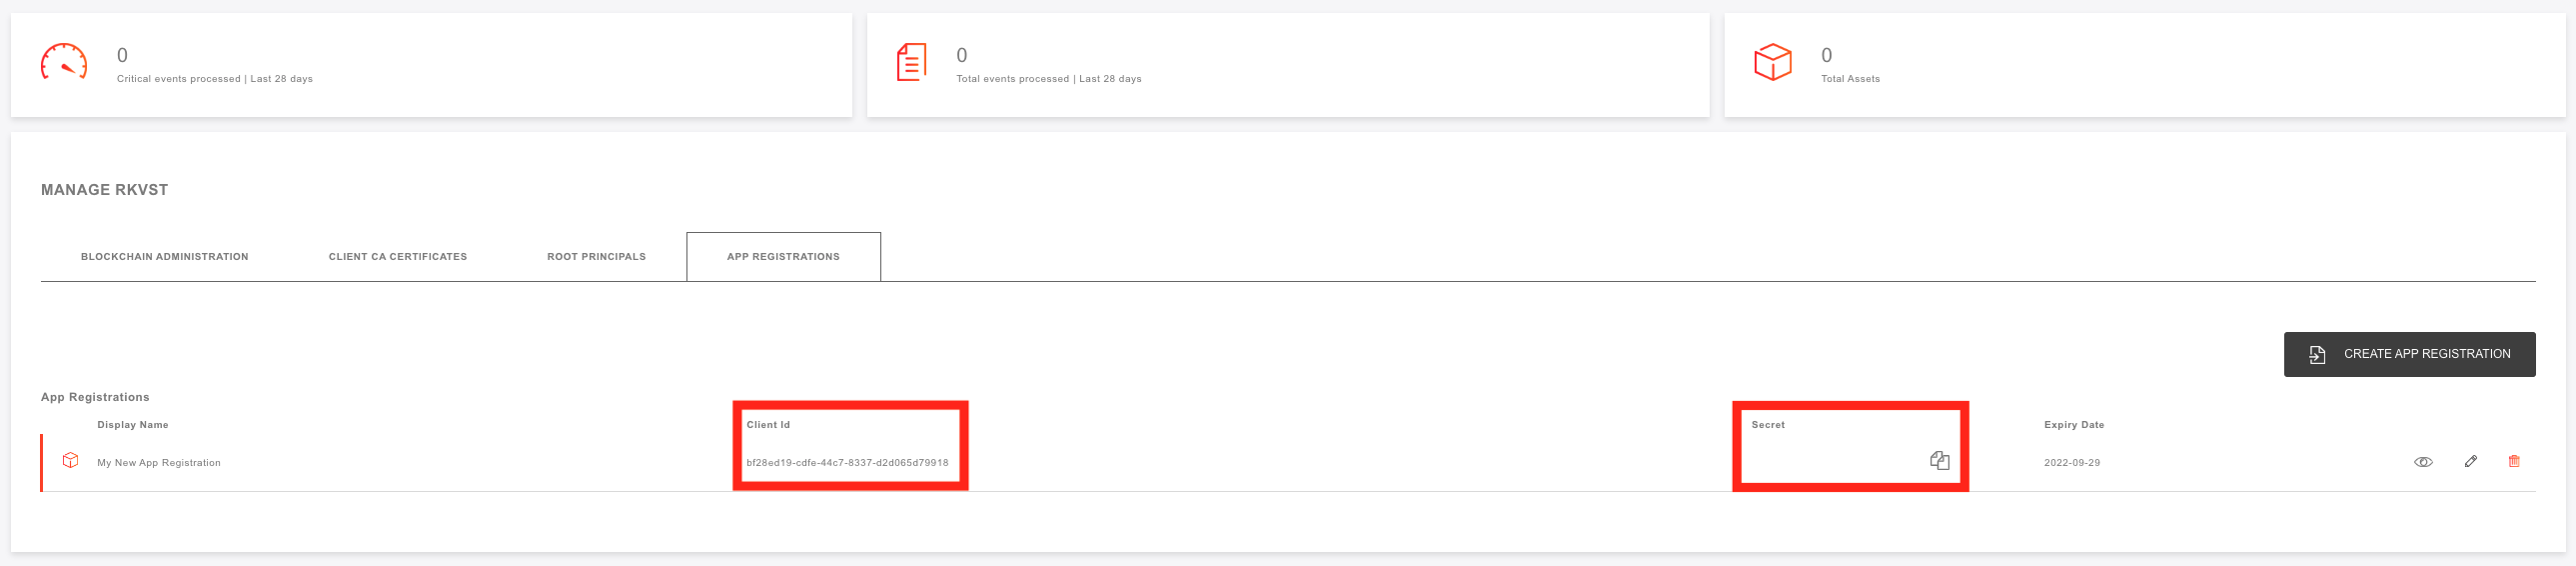 0
Critical events processed | Last 28 days
0
Total events processed | Last 28 days
0
Total Assets
MANAGE RKVST
BLOCKCHAIN ADMINISTRATION
CLIENT CA CERTIFICATES
ROOT PRINCIPALS
APP REGISTRATIONS
CREATE APP REGISTRATION
App Registrations
Display Name
Client Id
Secret
Expiry Date
My New App Registration
bf28ed19-cdfe-44c7-8337-d2d065d79918
2022-09-29